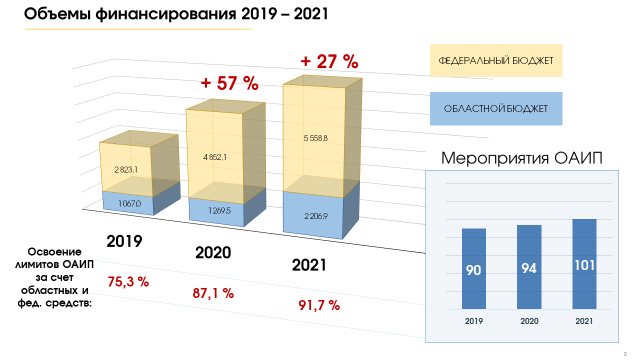 Объемы финансирования 2019 – 2021
+ 27 %
+ 57 %
ФЕДЕРАЛЬНЫЙ БЮДЖЕТ
ОБЛАСТНОЙ БЮДЖЕТ
2 823,1
4 852,1
5 558,8
1 067,0
1 269,5
2 206,9
2019
2020
2021
Освоение
лимитов ОАИП
за счет
областных и
фед. средств:
75,3 %
87,1 %
91,7 %
Мероприятия ОАИП
90
94
101
2019
2020
2021
2